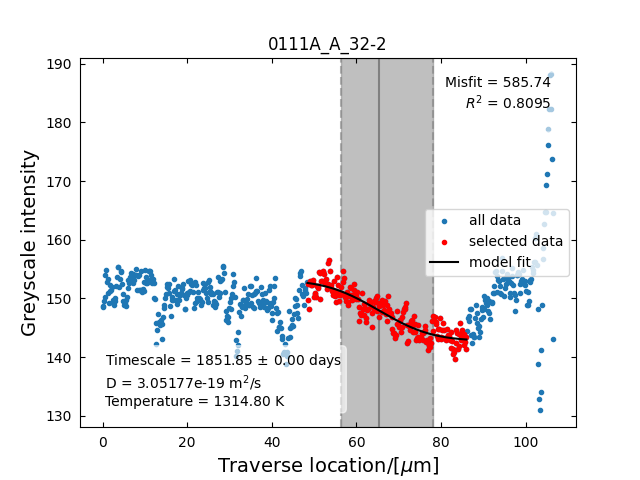 0111A_A_32-2
Misfit = 585.74
R² = 0.8095
190
180
170
160
150
140
130
Greyscale intensity
all data
selected data
model fit
Timescale = 1851.85 ± 0.00 days
D = 3.05177e-19 m²/s
Temperature = 1314.80 K
0 20 40 60 80 100
Traverse location/[μm]